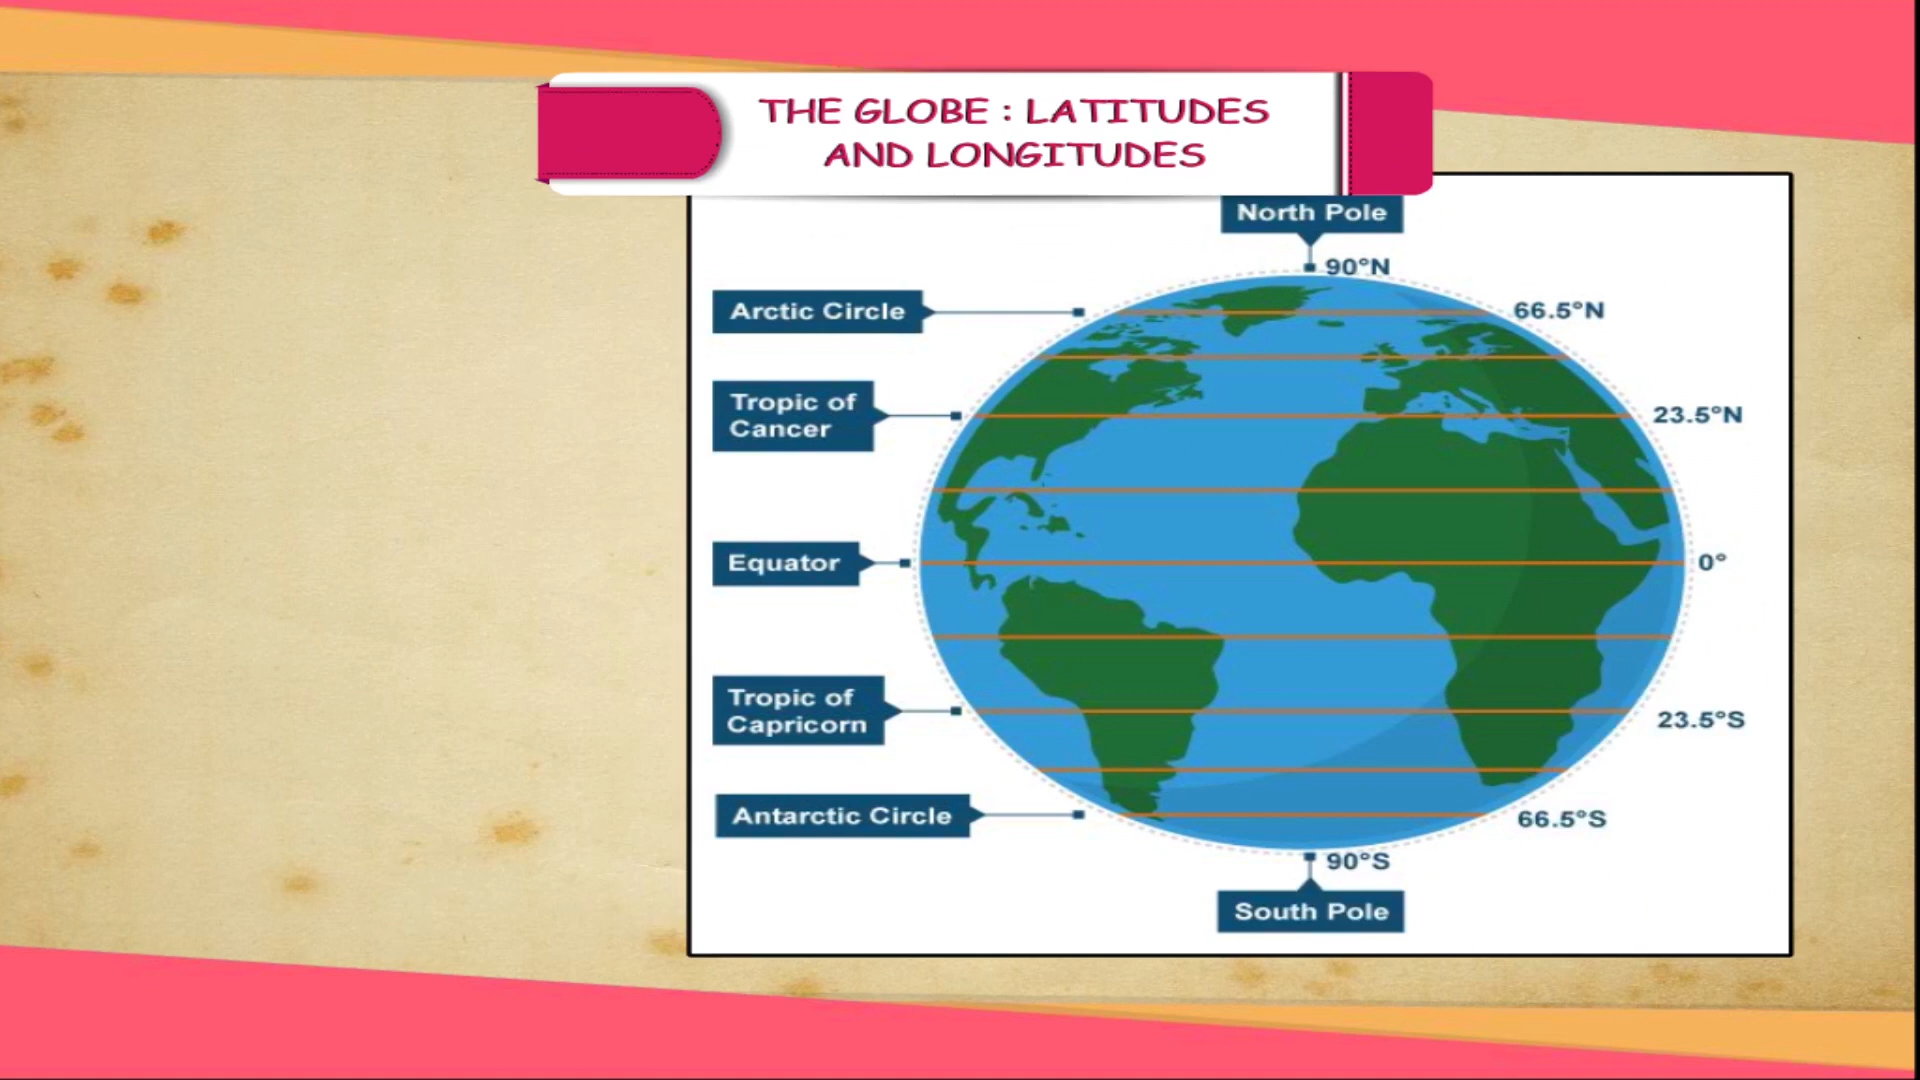 THE GLOBE : LATITUDES
AND LONGITUDES
North Pole
90°N
Arctic Circle
66.5°N
Tropic of
Cancer
23.5°N
Equator
0°
Tropic of
Capricorn
23.5°S
Antarctic Circle
66.5°S
90°S
South Pole